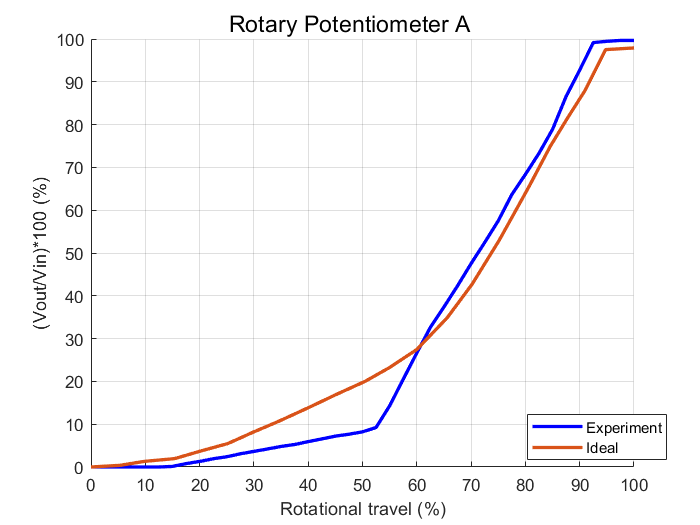 Rotary Potentiometer A
(Vout/Vin)*100 (%)
100
90
80
70
60
50
40
30
20
10
0
0 10 20 30 40 50 60 70 80 90 100
Rotational travel (%)
Experiment
Ideal